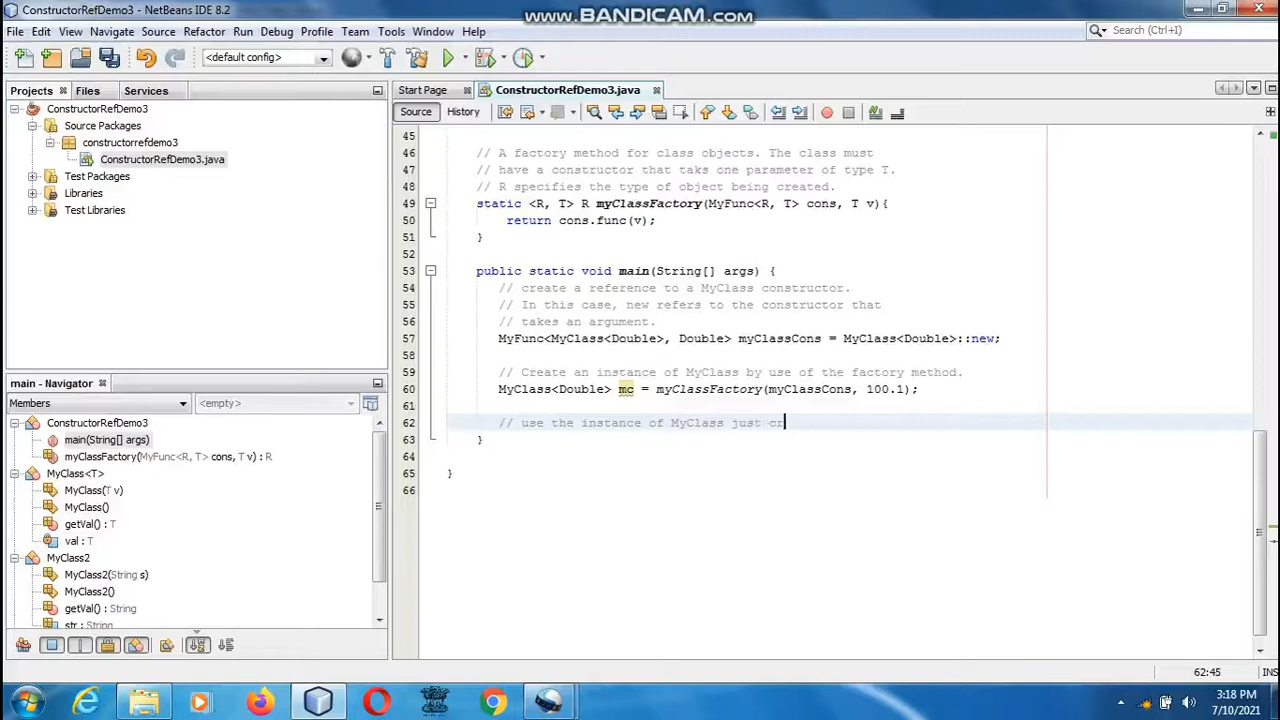 ConstructorRefDemo3 - NetBeans IDE 8.2
www.BANDICAM.com
File Edit View Navigate Source Refactor Run Debug Profile Team Tools Window Help
Search (Ctrl+I)
<default config>
Projects Files Services
Start Page ConstructorRefDemo3.java
Source History
ConstructorRefDemo3
Source Packages
constructorrefdemo3
ConstructorRefDemo3.java
Test Packages
Libraries
Test Libraries
45
46 // A factory method for class objects. The class must
47 // have a constructor that taks one parameter of type T.
48 // R specifies the type of object being created.
49 static <R, T> R myClassFactory(MyFunc<R, T> cons, T v){
50 return cons.func(v);
51 }
52
53 public static void main(String[] args) {
54 // create a reference to a MyClass constructor.
55 // In this case, new refers to the constructor that
56 // takes an argument.
57 MyFunc<MyClass<Double>, Double> myClassCons = MyClass<Double>::new;
58
59 // Create an instance of MyClass by use of the factory method.
60 MyClass<Double> mc = myClassFactory(myClassCons, 100.1);
61
62 // use the instance of MyClass just cr
63 }
64
65 }
66
main - Navigator
Members <empty>
ConstructorRefDemo3
main(String[] args)
myClassFactory(MyFunc<R, T> cons, T v) : R
MyClass<T>
MyClass(T v)
MyClass()
getVal() : T
val : T
MyClass2
MyClass2(String s)
MyClass2()
getVal() : String
str : String
62:45 INS
3:18 PM
7/10/2021